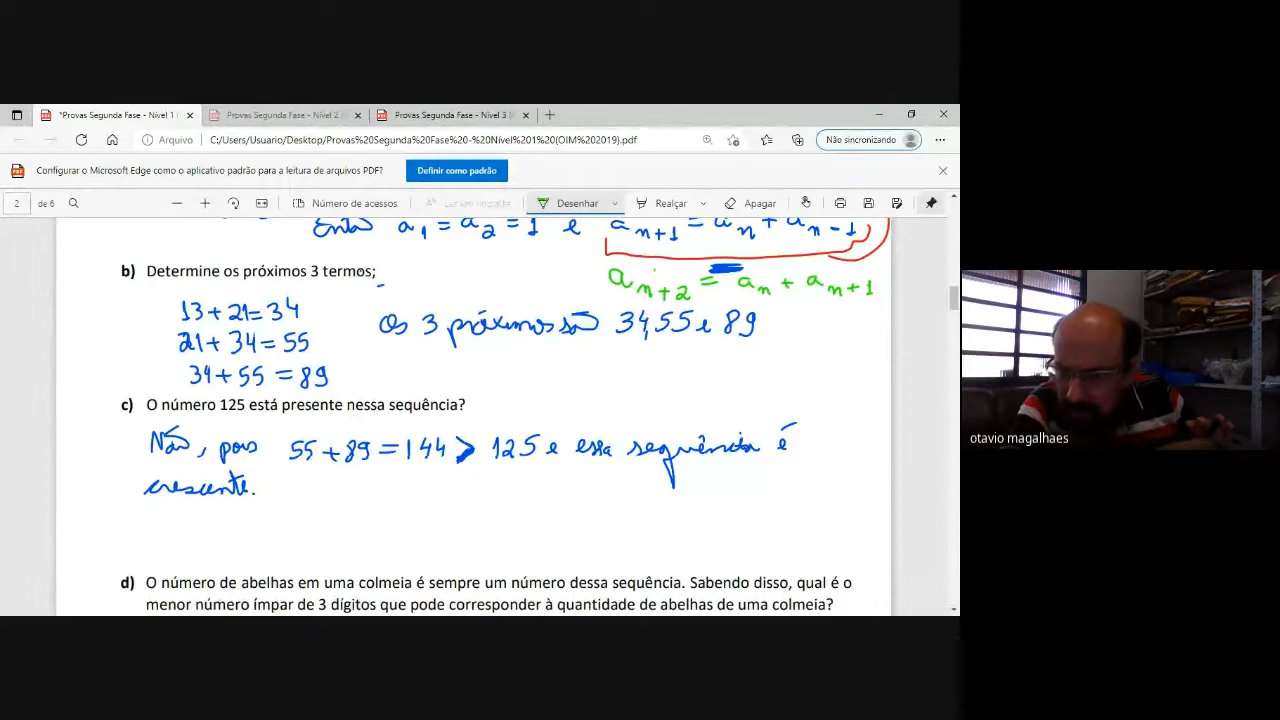 *Provas Segunda Fase - Nível 1
Provas Segunda Fase - Nível 2
Provas Segunda Fase - Nível 3
Arquivo C:/Users/Usuario/Desktop/Provas%20Segunda%20Fase%20-%20Nível%201%20(OIM%202019).pdf
Não sincronizando
Configurar o Microsoft Edge como o aplicativo padrão para a leitura de arquivos PDF? Definir como padrão
2 de 6 Número de acessos Desenhar Realçar Apagar
Então a1 = a2 = 1 e an+1 = an + an-1
b) Determine os próximos 3 termos;
an+2 = an + an+1
13 + 21 = 34
Os 3 próximos são 34, 55 e 89
21 + 34 = 55
34 + 55 = 89
c) O número 125 está presente nessa sequência?
Não, pois 55 + 89 = 144 > 125 e essa sequência é
crescente.
d) O número de abelhas em uma colmeia é sempre um número dessa sequência. Sabendo disso, qual é o
menor número ímpar de 3 dígitos que pode corresponder à quantidade de abelhas de uma colmeia?
otavio magalhaes